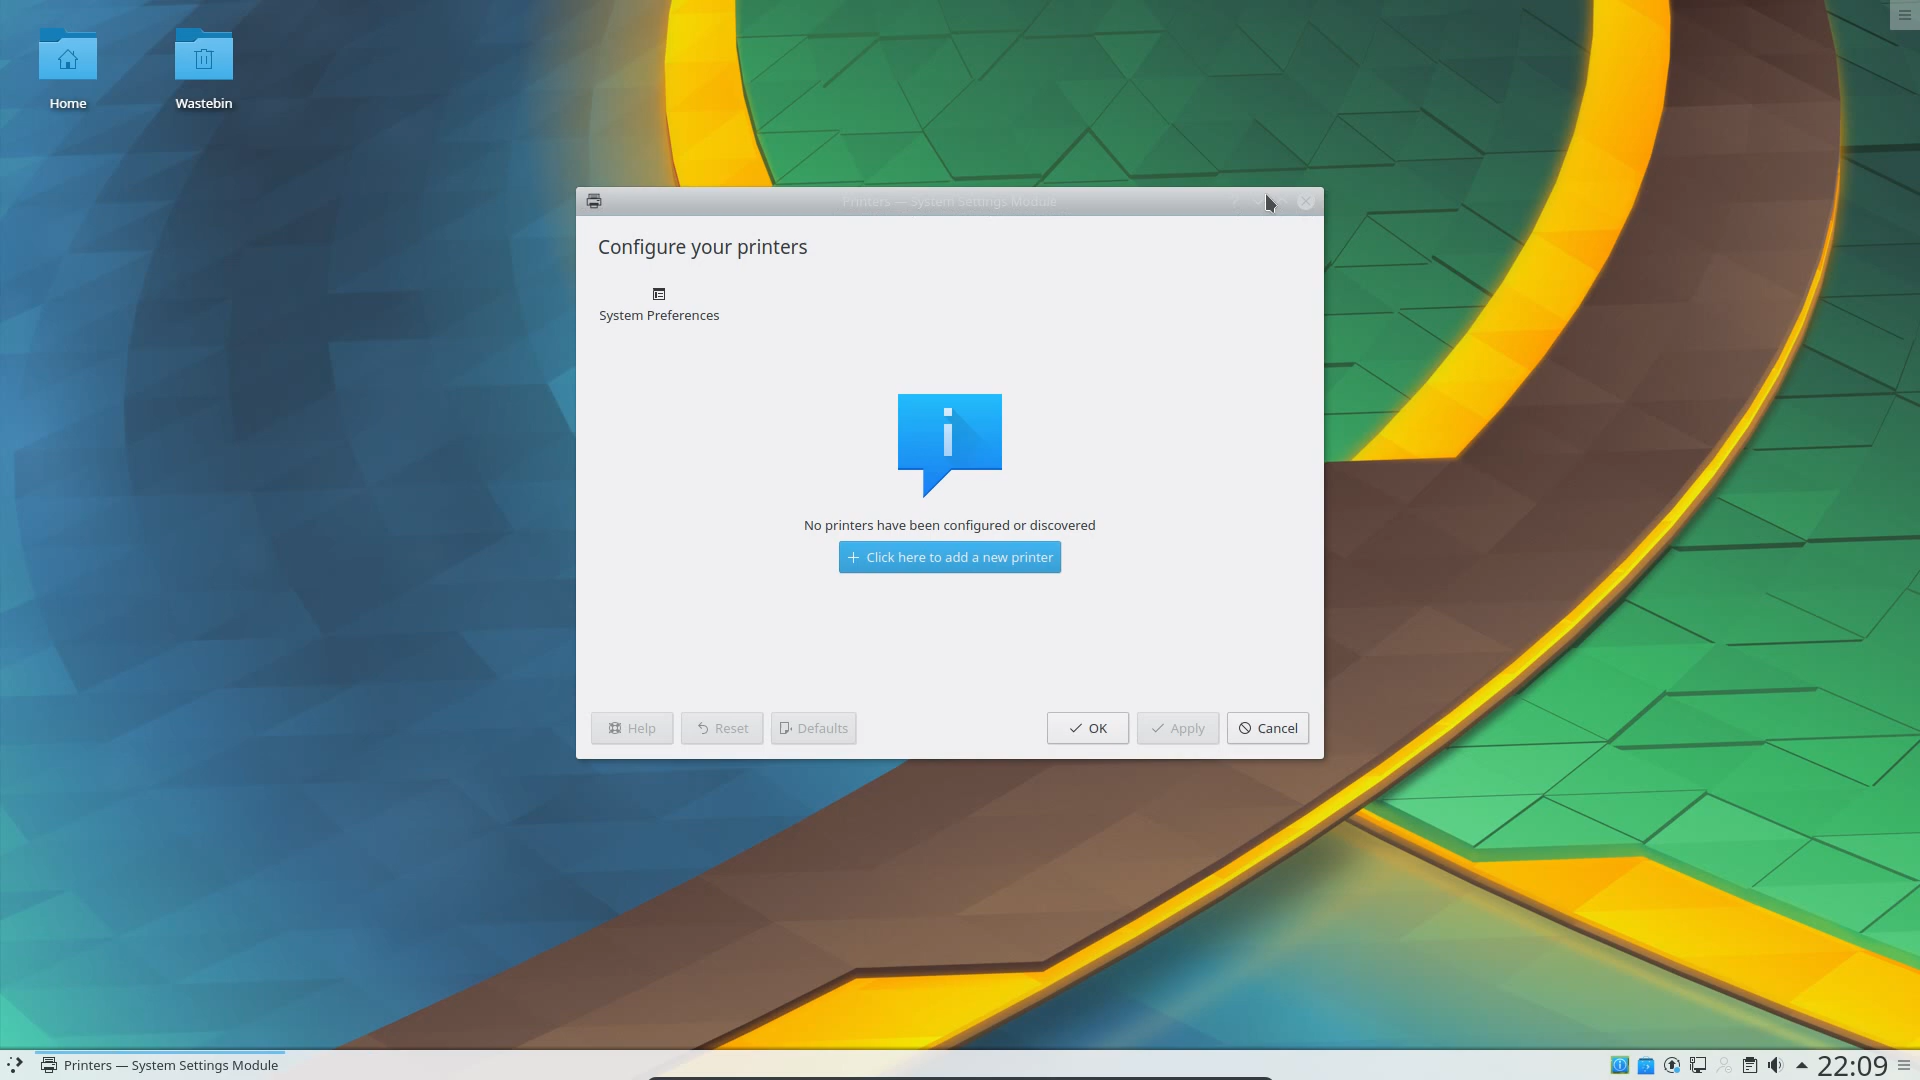 Home
Wastebin
Printers — System Settings Module
Configure your printers
System Preferences
No printers have been configured or discovered
Click here to add a new printer
Help
Reset
Defaults
OK
Apply
Cancel
Printers — System Settings Module
22:09